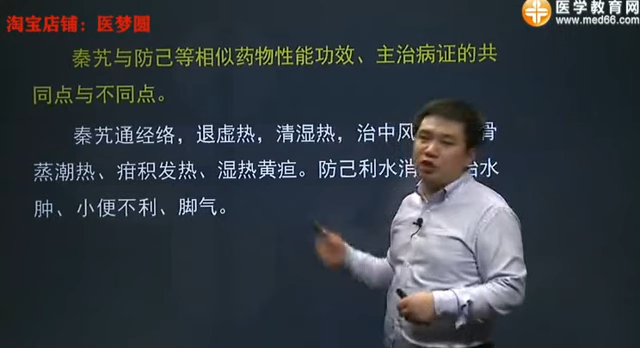 淘宝店铺：医梦圆
医学教育网
www.med66.com
秦艽与防己等相似药物性能功效、主治病证的共
同点与不同点。
秦艽通经络，退虚热，清湿热，治中风 骨
蒸潮热、疳积发热、湿热黄疸。防己利水消 治水
肿、小便不利、脚气。